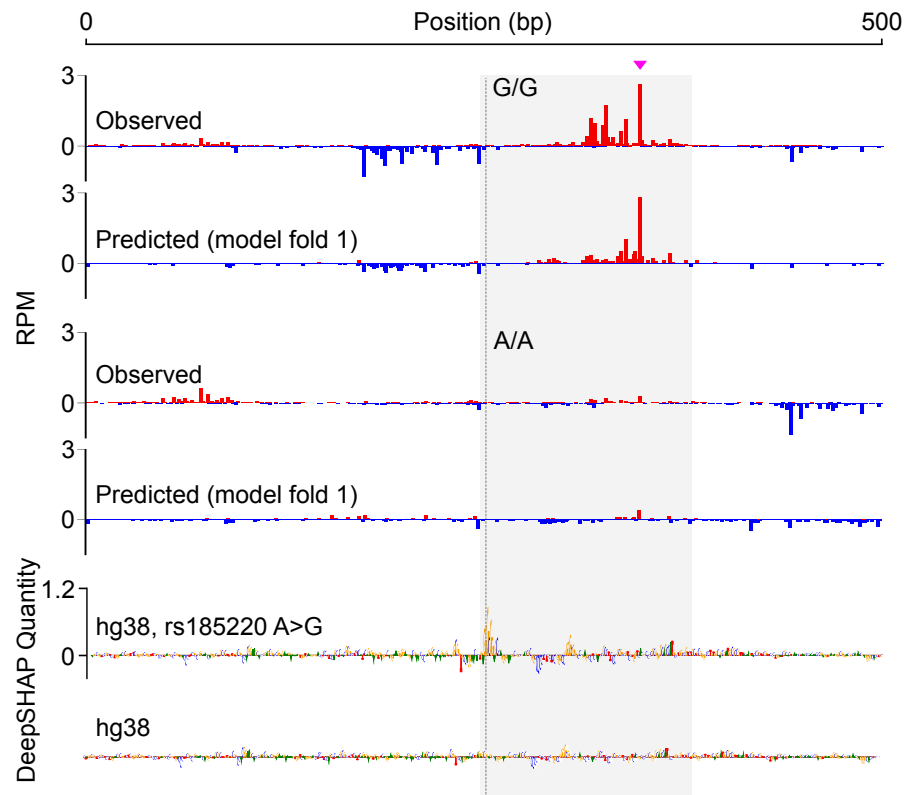 0 Position (bp) 500
3
G/G
Observed
0
3
Predicted (model fold 1)
0
RPM
3
A/A
Observed
0
3
Predicted (model fold 1)
0
DeepSHAP Quantity
1.2
hg38, rs185220 A>G
0
hg38